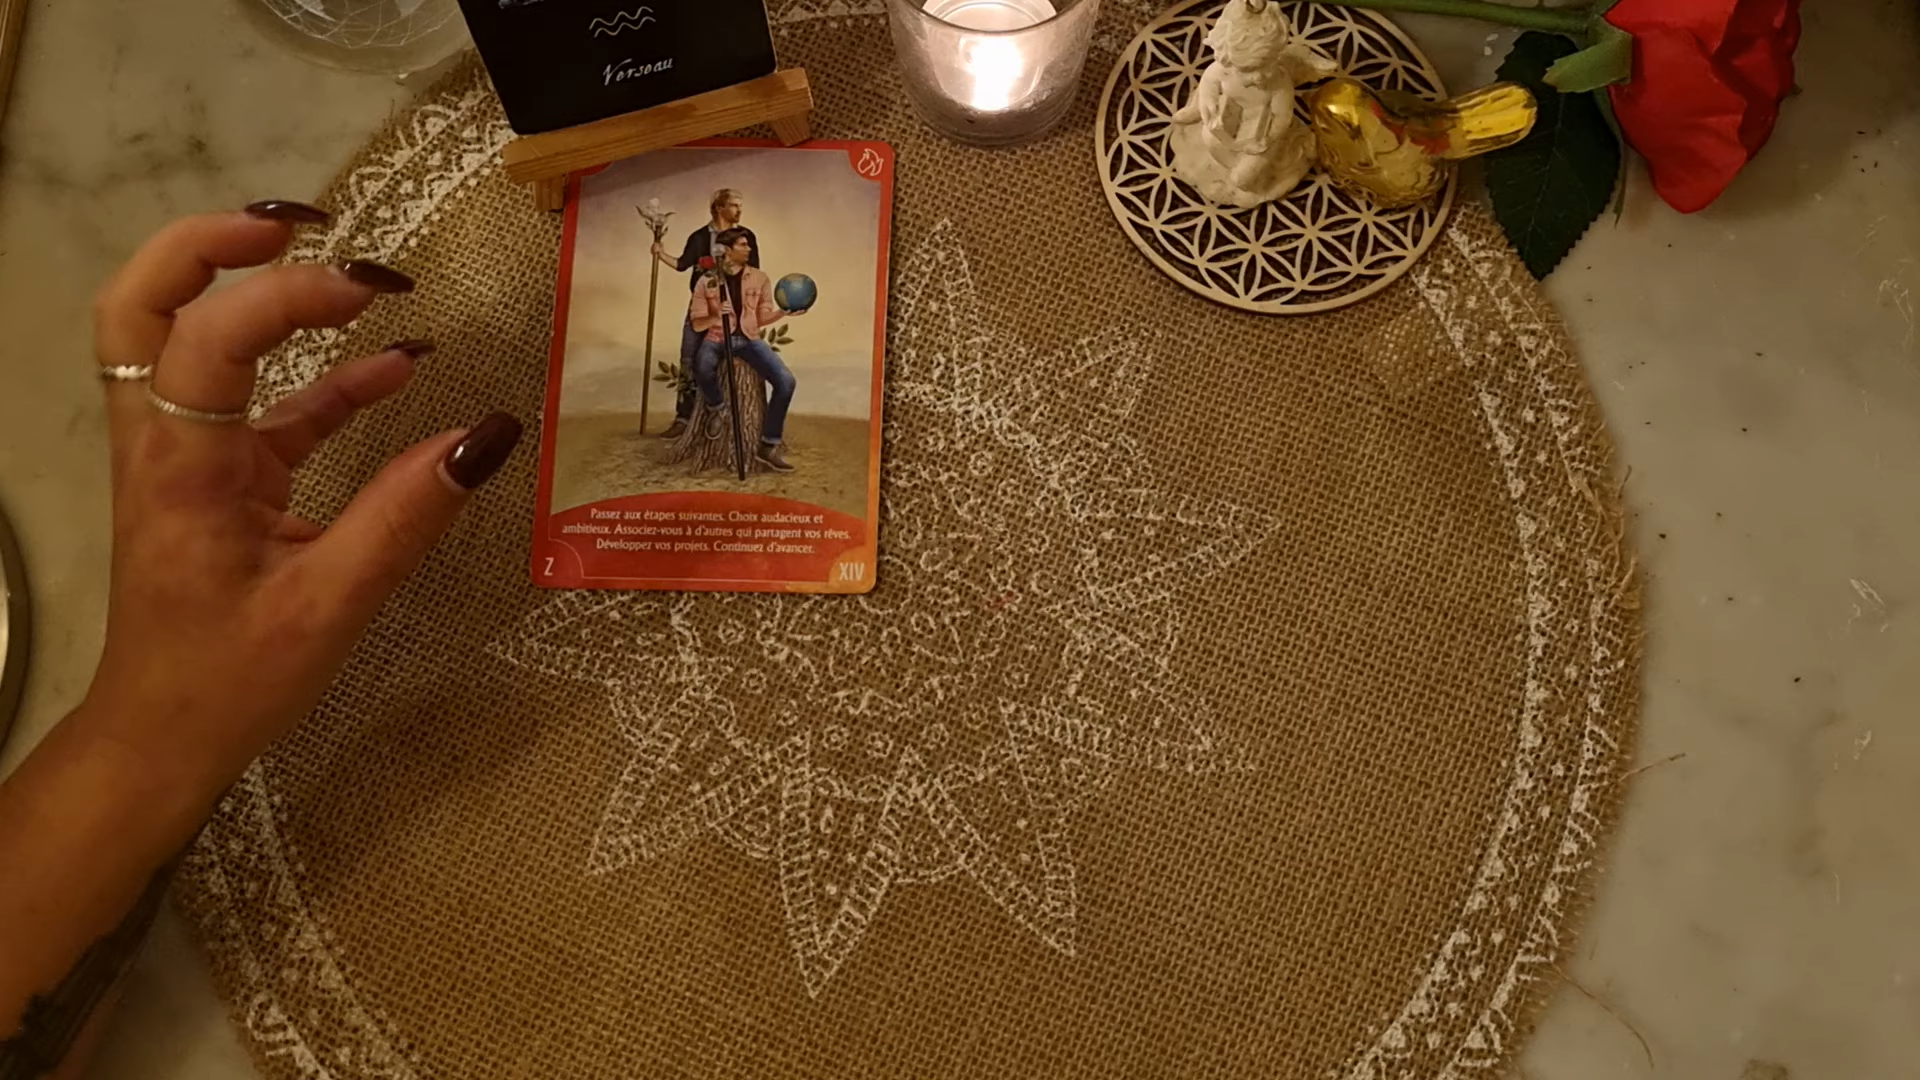 Verseau
Passez aux étapes suivantes. Choix audacieux et
ambitieux. Associez-vous à d'autres qui partagent vos rêves.
Développez vos projets. Continuez d'avancer.
Z
XIV